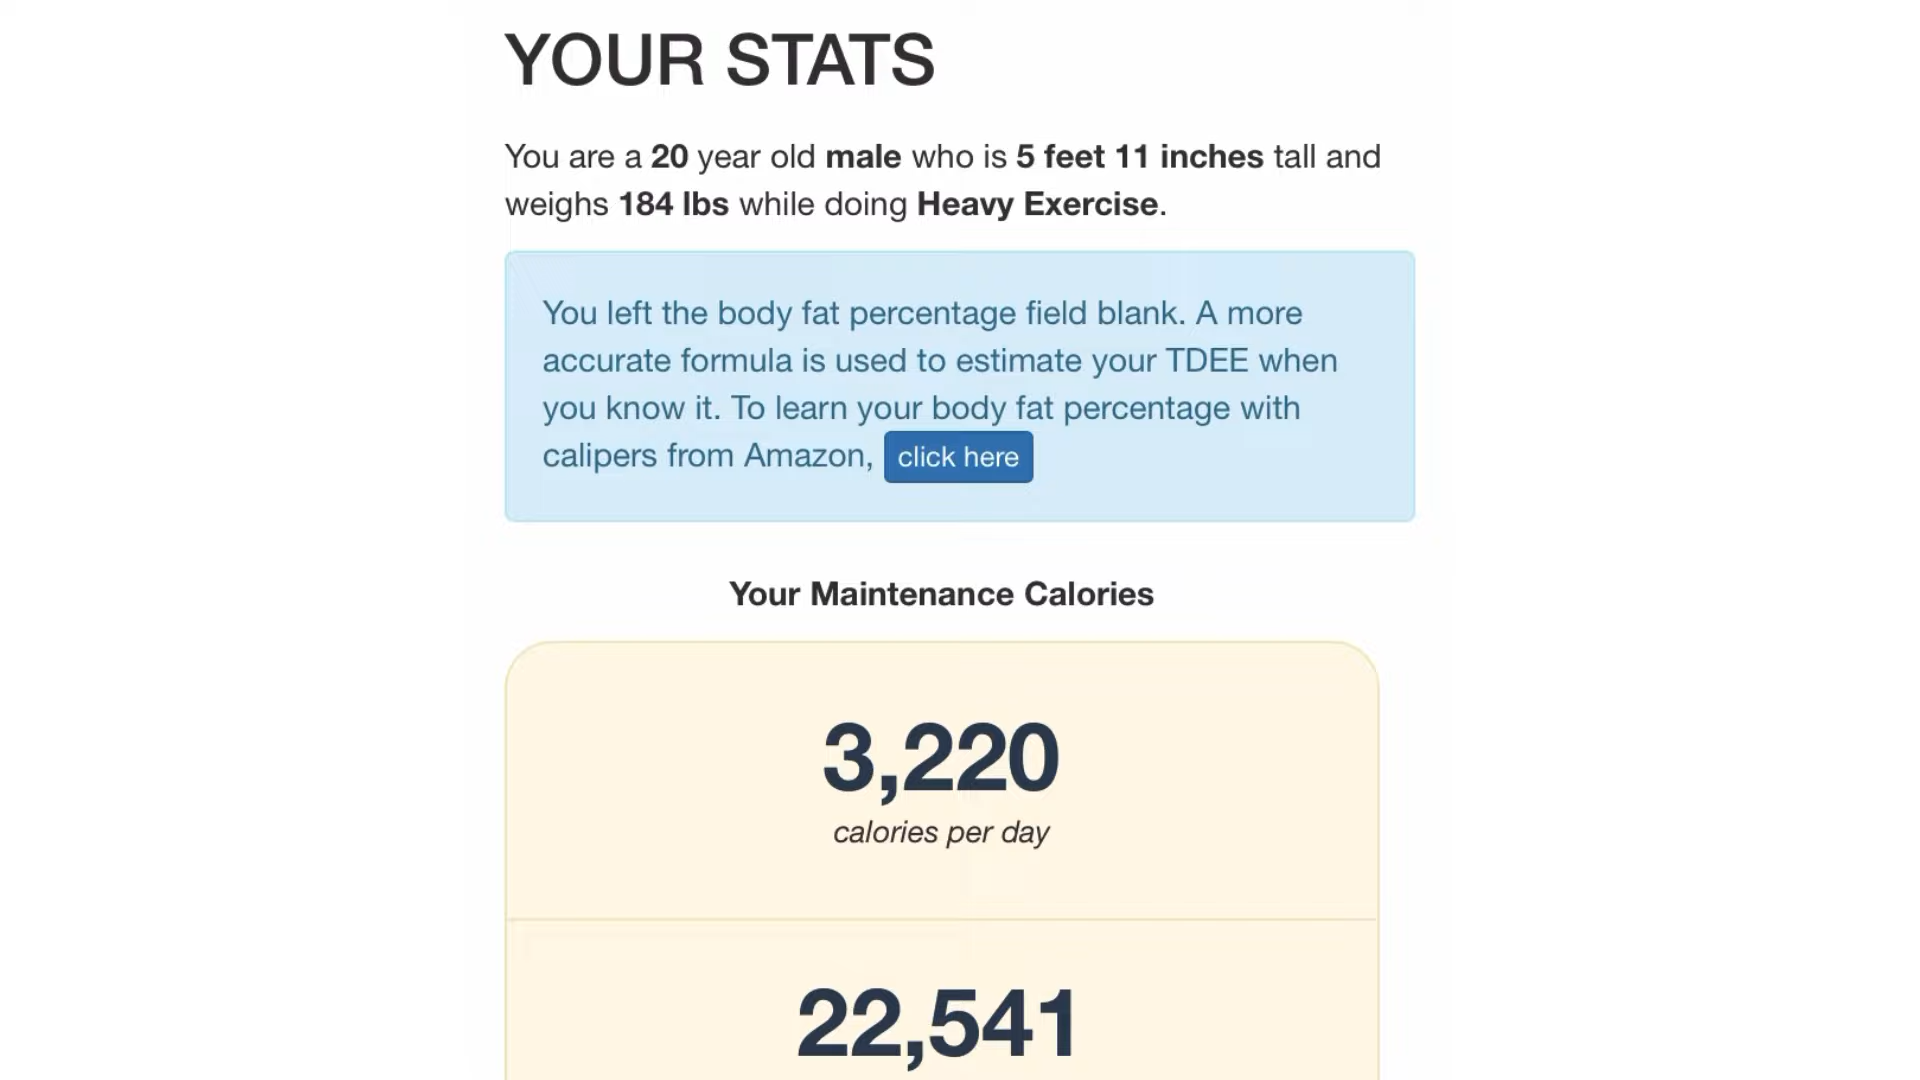 YOUR STATS
You are a 20 year old male who is 5 feet 11 inches tall and
weighs 184 lbs while doing Heavy Exercise.
You left the body fat percentage field blank. A more
accurate formula is used to estimate your TDEE when
you know it. To learn your body fat percentage with
calipers from Amazon, click here
Your Maintenance Calories
3,220
calories per day
22,541